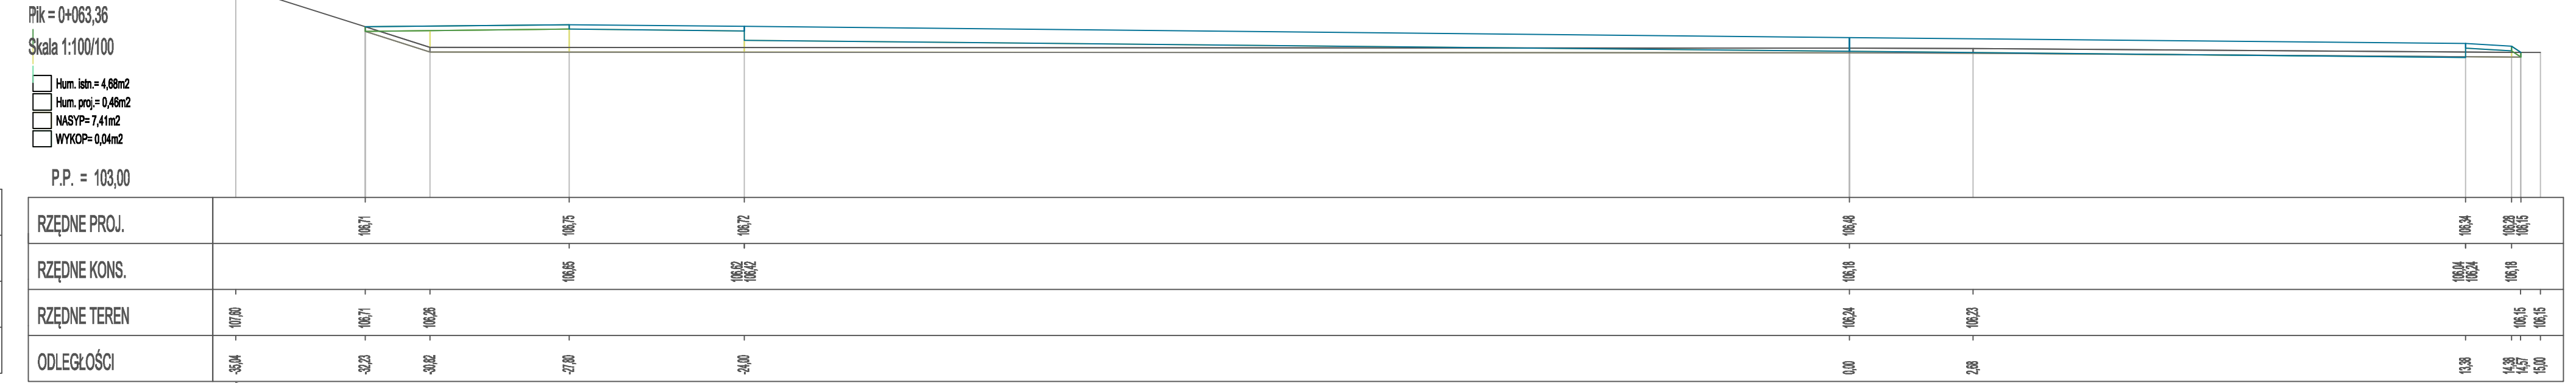 Pik = 0+063,36
Skala 1:100/100
Hum. istn.= 4,68m2
Hum. proj.= 0,46m2
NASYP= 7,41m2
WYKOP= 0,04m2
P.P. = 103,00
RZĘDNE PROJ. 106,71 106,75 106,72 106,48 106,34 106,28 106,15
RZĘDNE KONS. 106,65 106,62 106,42 106,18 106,04 106,24 106,18
RZĘDNE TEREN 107,60 106,71 106,26 106,24 106,23 106,15 106,15
ODLEGŁOŚCI -35,04 -32,23 -30,82 -27,80 -24,00 0,00 2,68 13,38 14,38 14,57 15,00